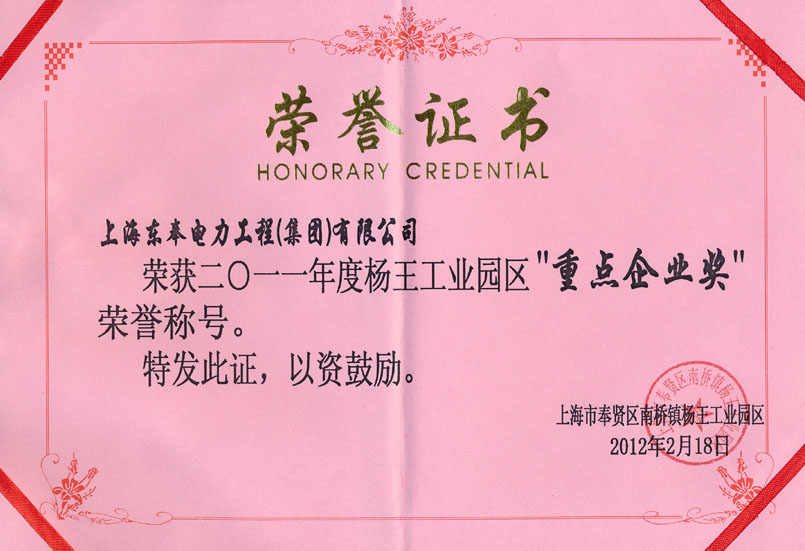 荣誉证书
HONORARY CREDENTIAL
上海东奉电力工程(集团)有限公司
荣获二〇一一年度杨王工业园区"重点企业奖"
荣誉称号。
特发此证，以资鼓励。
上海市奉贤区南桥镇杨王工业园区
2012年2月18日